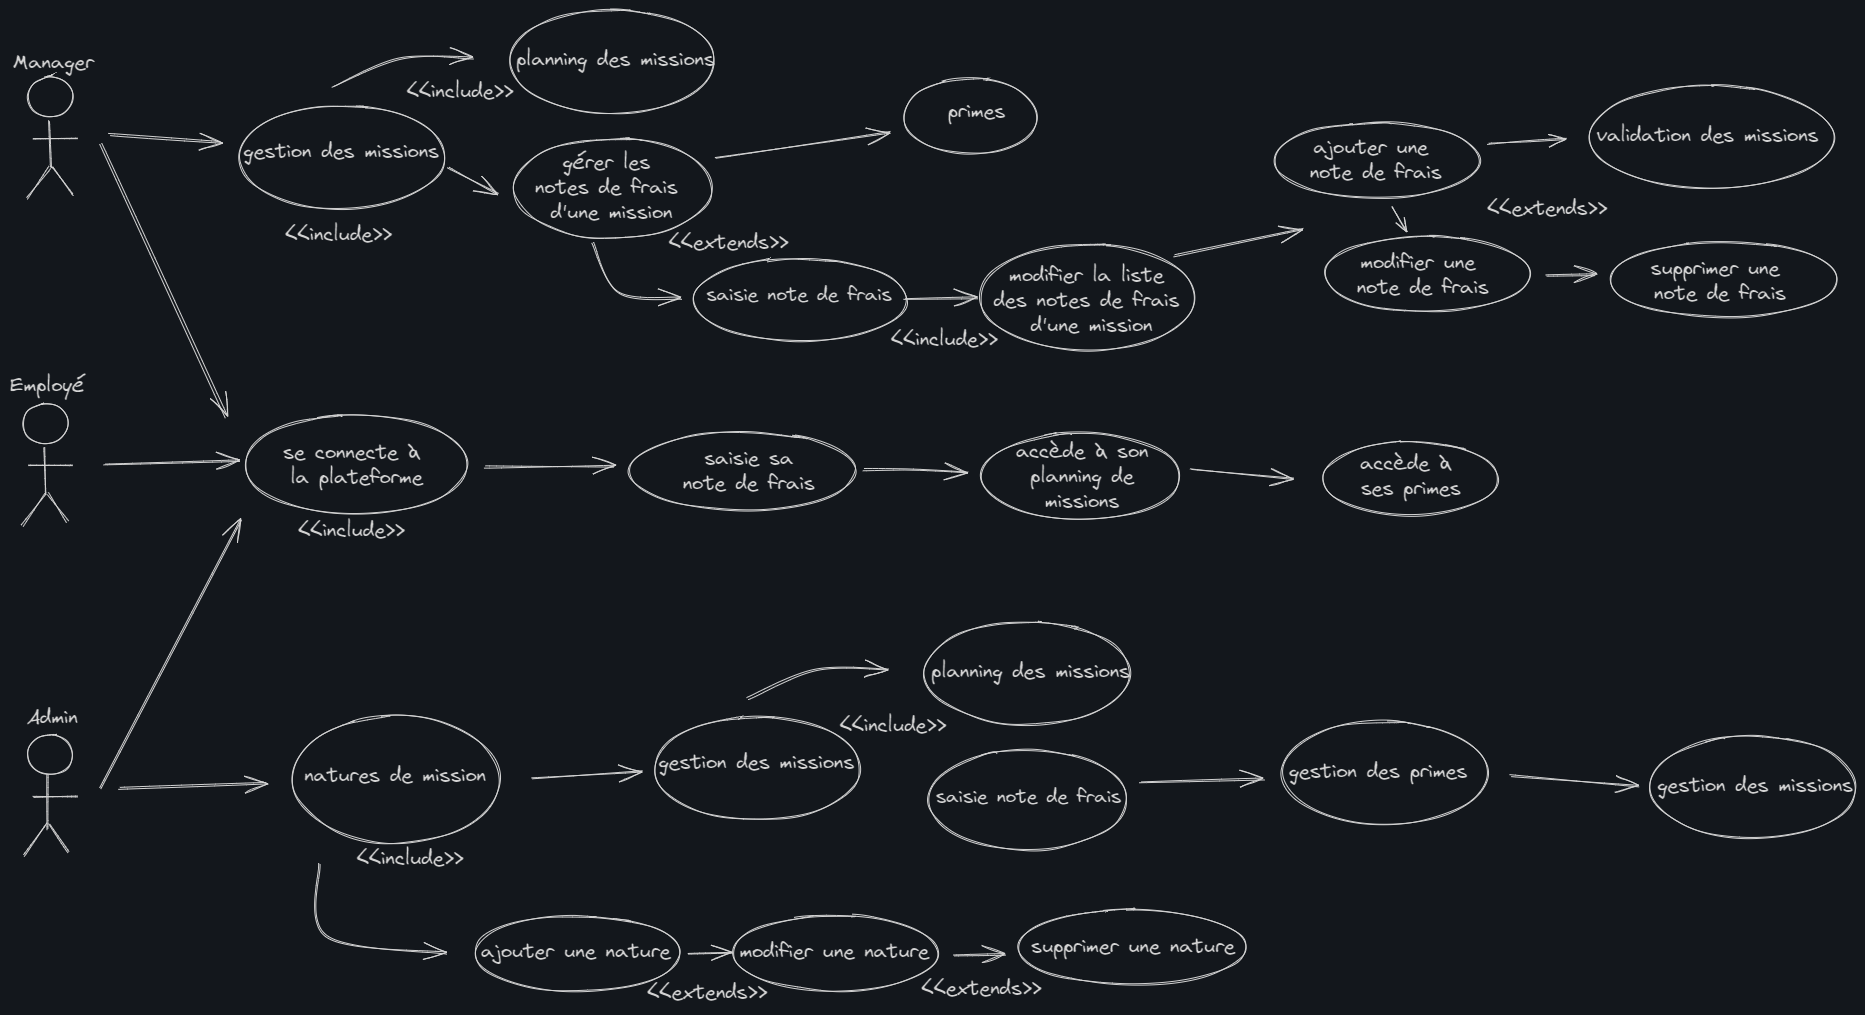 Manager
planning des missions
<<include>>
gestion des missions
<<include>>
gérer les
notes de frais
d'une mission
primes
<<extends>>
saisie note de frais
<<include>>
modifier la liste
des notes de frais
d'une mission
ajouter une
note de frais
validation des missions
<<extends>>
modifier une
note de frais
supprimer une
note de frais
Employé
se connecte à
la plateforme
<<include>>
saisie sa
note de frais
accède à son
planning de
missions
accède à
ses primes
Admin
natures de mission
<<include>>
gestion des missions
planning des missions
<<include>>
saisie note de frais
gestion des primes
gestion des missions
ajouter une nature
<<extends>>
modifier une nature
<<extends>>
supprimer une nature